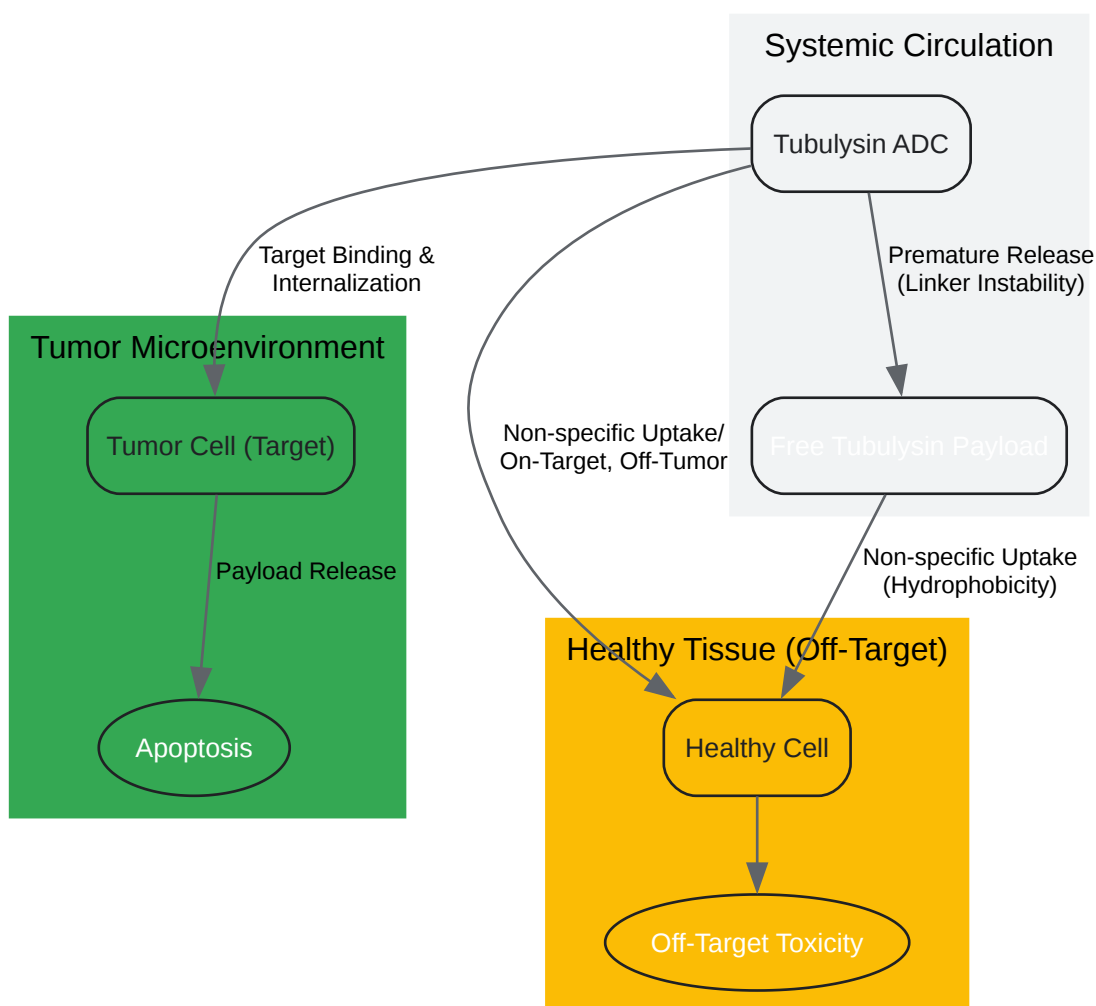 Systemic Circulation
Tubulysin ADC
Target Binding &
Internalization
Premature Release
(Linker Instability)
Tumor Microenvironment
Tumor Cell (Target)
Non-specific Uptake/
On-Target, Off-Tumor
Free Tubulysin Payload
Payload Release
Non-specific Uptake
(Hydrophobicity)
Healthy Tissue (Off-Target)
Apoptosis
Healthy Cell
Off-Target Toxicity